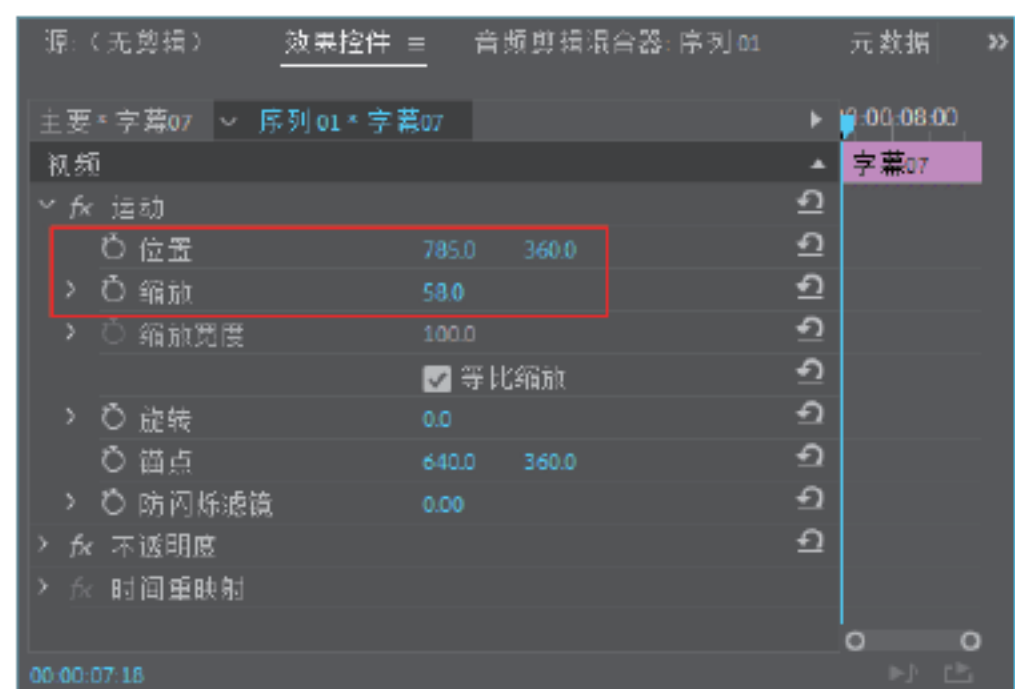 源:（无剪辑） 效果控件 ≡ 音频剪辑混合器: 序列 01 元数据 »
主要 * 字幕07 序列 01 * 字幕07 00:00:08:00
视频 字幕07
fx 运动
位置 785.0 360.0
缩放 58.0
缩放宽度 100.0
等比缩放
旋转 0.0
锚点 640.0 360.0
防闪烁滤镜 0.00
fx 不透明度
fx 时间重映射
00:00:07:18